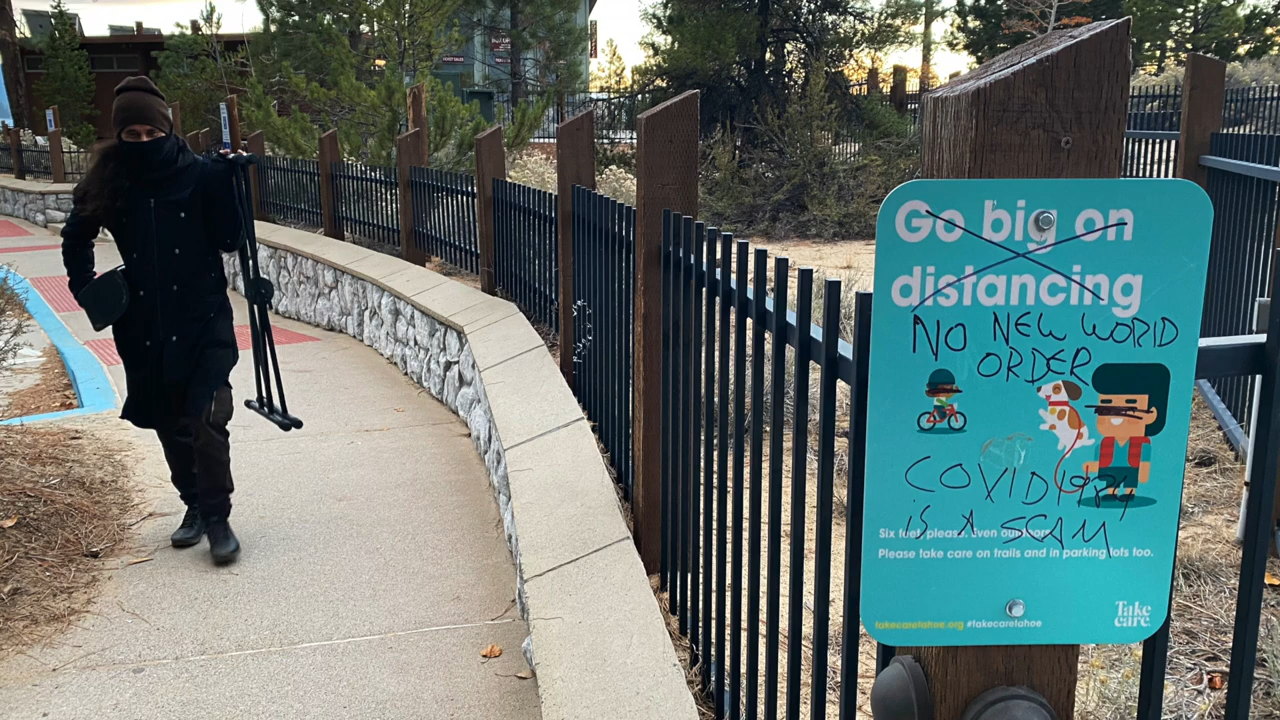 Go big on
distancing
NO NEW WORLD
ORDER
COVID1984
is A SCAM
Six feet please. Even outdoors.
Please take care on trails and in parking lots too.
takecaretahoe.org #takecaretahoe
Take
care.